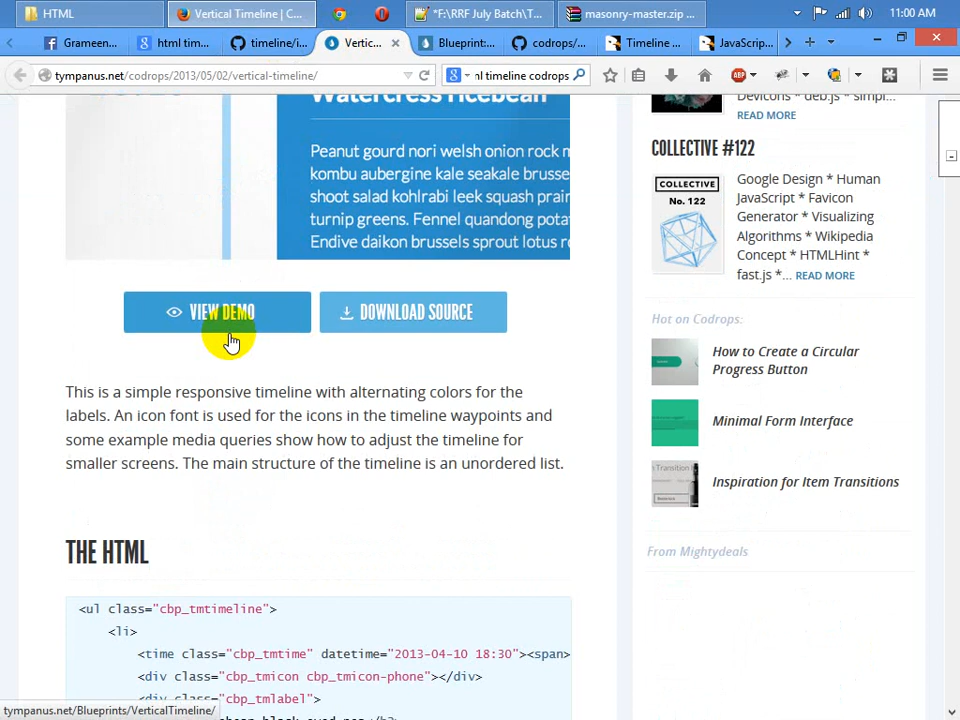 HTML
Vertical Timeline | C...
*F:\RRF July Batch\T...
masonry-master.zip ...
11:00 AM
Grameen...
html tim...
timeline/i...
Vertic...
Blueprint:...
codrops/...
Timeline ...
JavaScrip...
tympanus.net/codrops/2013/05/02/vertical-timeline/
nl timeline codrops
ABP
Watercress ricebean
Peanut gourd nori welsh onion rock m
kombu aubergine kale seakale brusse
shoot salad kohlrabi leek squash prair
turnip greens. Fennel quandong potat
Endive daikon brussels sprout lotus r
VIEW DEMO
DOWNLOAD SOURCE
This is a simple responsive timeline with alternating colors for the
labels. An icon font is used for the icons in the timeline waypoints and
some example media queries show how to adjust the timeline for
smaller screens. The main structure of the timeline is an unordered list.
THE HTML
<ul class="cbp_tmtimeline">
<li>
<time class="cbp_tmtime" datetime="2013-04-10 18:30"><span>
<div class="cbp_tmicon cbp_tmicon-phone"></div>
<div class="cbp_tmlabel">
Devicons * deb.js * simpl...
READ MORE
COLLECTIVE #122
COLLECTIVE
No. 122
Google Design * Human
JavaScript * Favicon
Generator * Visualizing
Algorithms * Wikipedia
Concept * HTMLHint *
fast.js *... READ MORE
Hot on Codrops:
How to Create a Circular
Progress Button
Minimal Form Interface
Inspiration for Item Transitions
From Mightydeals
tympanus.net/Blueprints/VerticalTimeline/